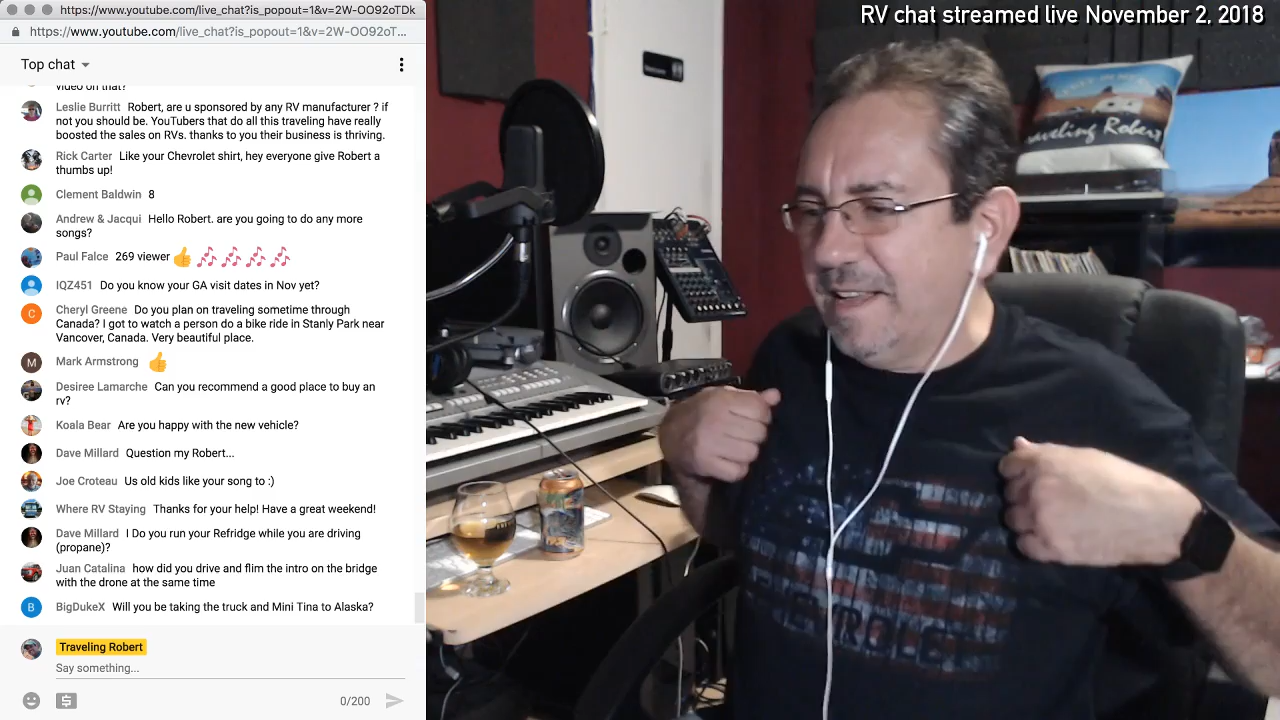 https://www.youtube.com/live_chat?is_popout=1&v=2W-OO92oTDk
https://www.youtube.com/live_chat?is_popout=1&v=2W-OO92oT...
RV chat streamed live November 2, 2018
Top chat
video on that?
Leslie Burritt Robert, are u sponsored by any RV manufacturer ? if
not you should be. YouTubers that do all this traveling have really
boosted the sales on RVs. thanks to you their business is thriving.
Rick Carter Like your Chevrolet shirt, hey everyone give Robert a
thumbs up!
Clement Baldwin 8
Andrew & Jacqui Hello Robert. are you going to do any more
songs?
Paul Falce 269 viewer👍🎶🎶🎶🎶
IQZ451 Do you know your GA visit dates in Nov yet?
C
Cheryl Greene Do you plan on traveling sometime through
Canada? I got to watch a person do a bike ride in Stanly Park near
Vancouver, Canada. Very beautiful place.
M
Mark Armstrong 👍
Desiree Lamarche Can you recommend a good place to buy an
rv?
Koala Bear Are you happy with the new vehicle?
Dave Millard Question my Robert...
Joe Croteau Us old kids like your song to :)
Where RV Staying Thanks for your help! Have a great weekend!
Dave Millard I Do you run your Refridge while you are driving
(propane)?
Juan Catalina how did you drive and flim the intro on the bridge
with the drone at the same time
B
BigDukeX Will you be taking the truck and Mini Tina to Alaska?
Traveling Robert
Say something...
0/200
Traveling Robert
CHEVROLET